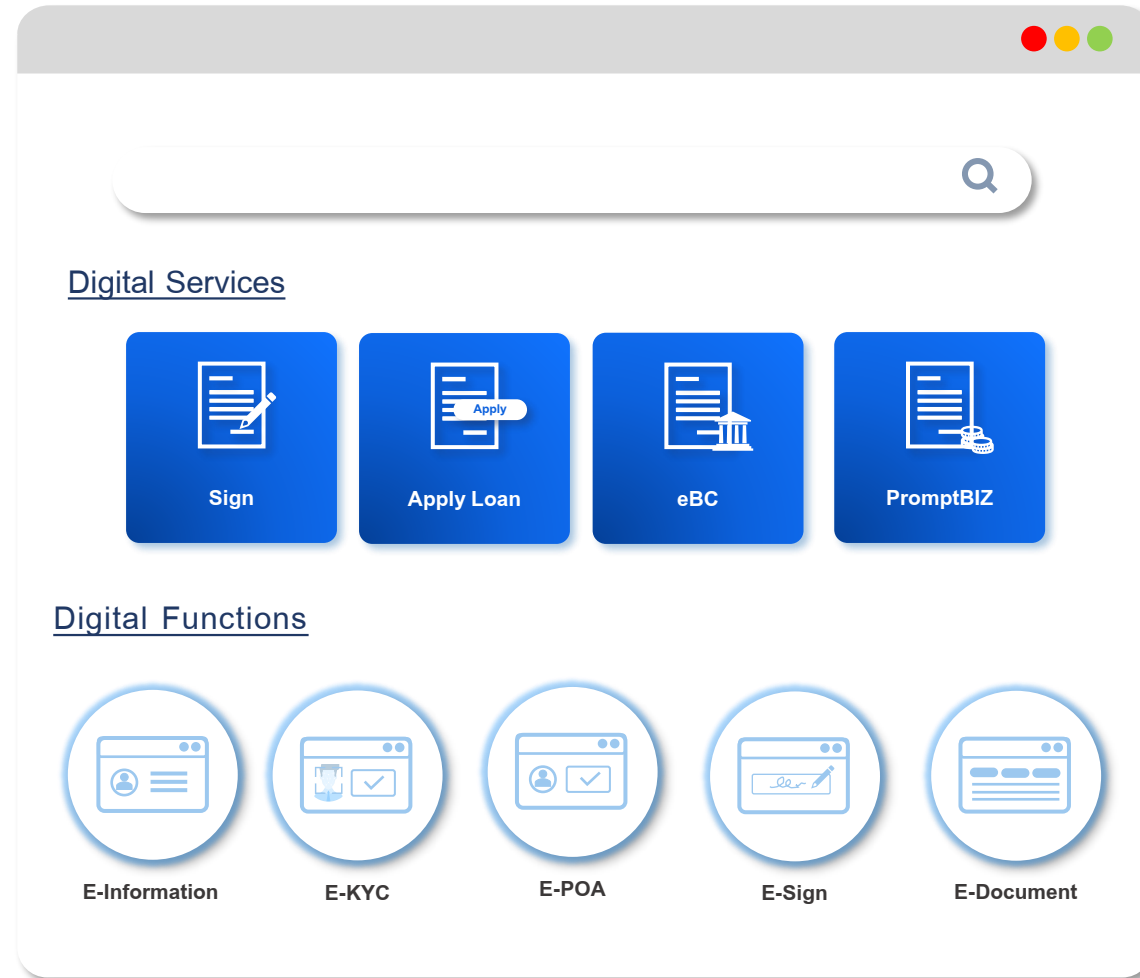 Digital Services
Apply
Sign
Apply Loan
eBC
PromptBIZ
Digital Functions
E-Information
E-KYC
E-POA
E-Sign
E-Document